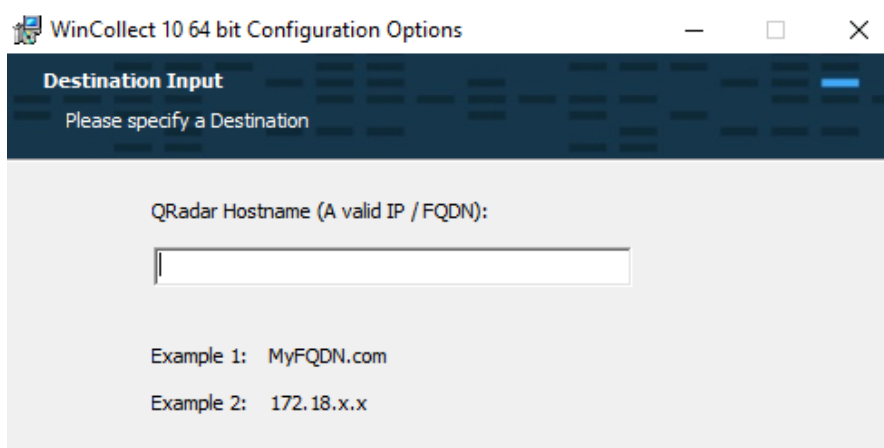 WinCollect 10 64 bit Configuration Options
Destination Input
Please specify a Destination
QRadar Hostname (A valid IP / FQDN):
Example 1: MyFQDN.com
Example 2: 172.18.x.x